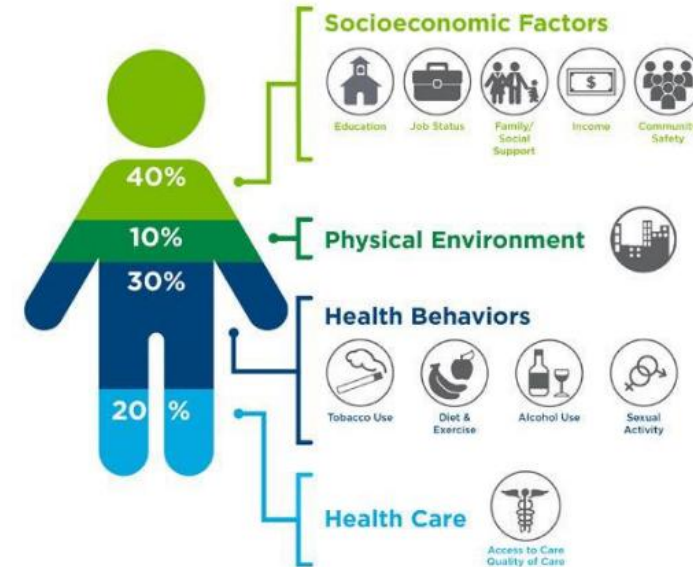 Socioeconomic Factors
Education
Job Status
Family/
Social
Support
Income
Community
Safety
40%
10%
Physical Environment
30%
Health Behaviors
Tobacco Use
Diet &
Exercise
Alcohol Use
Sexual
Activity
20 %
Health Care
Access to Care
Quality of Care
$